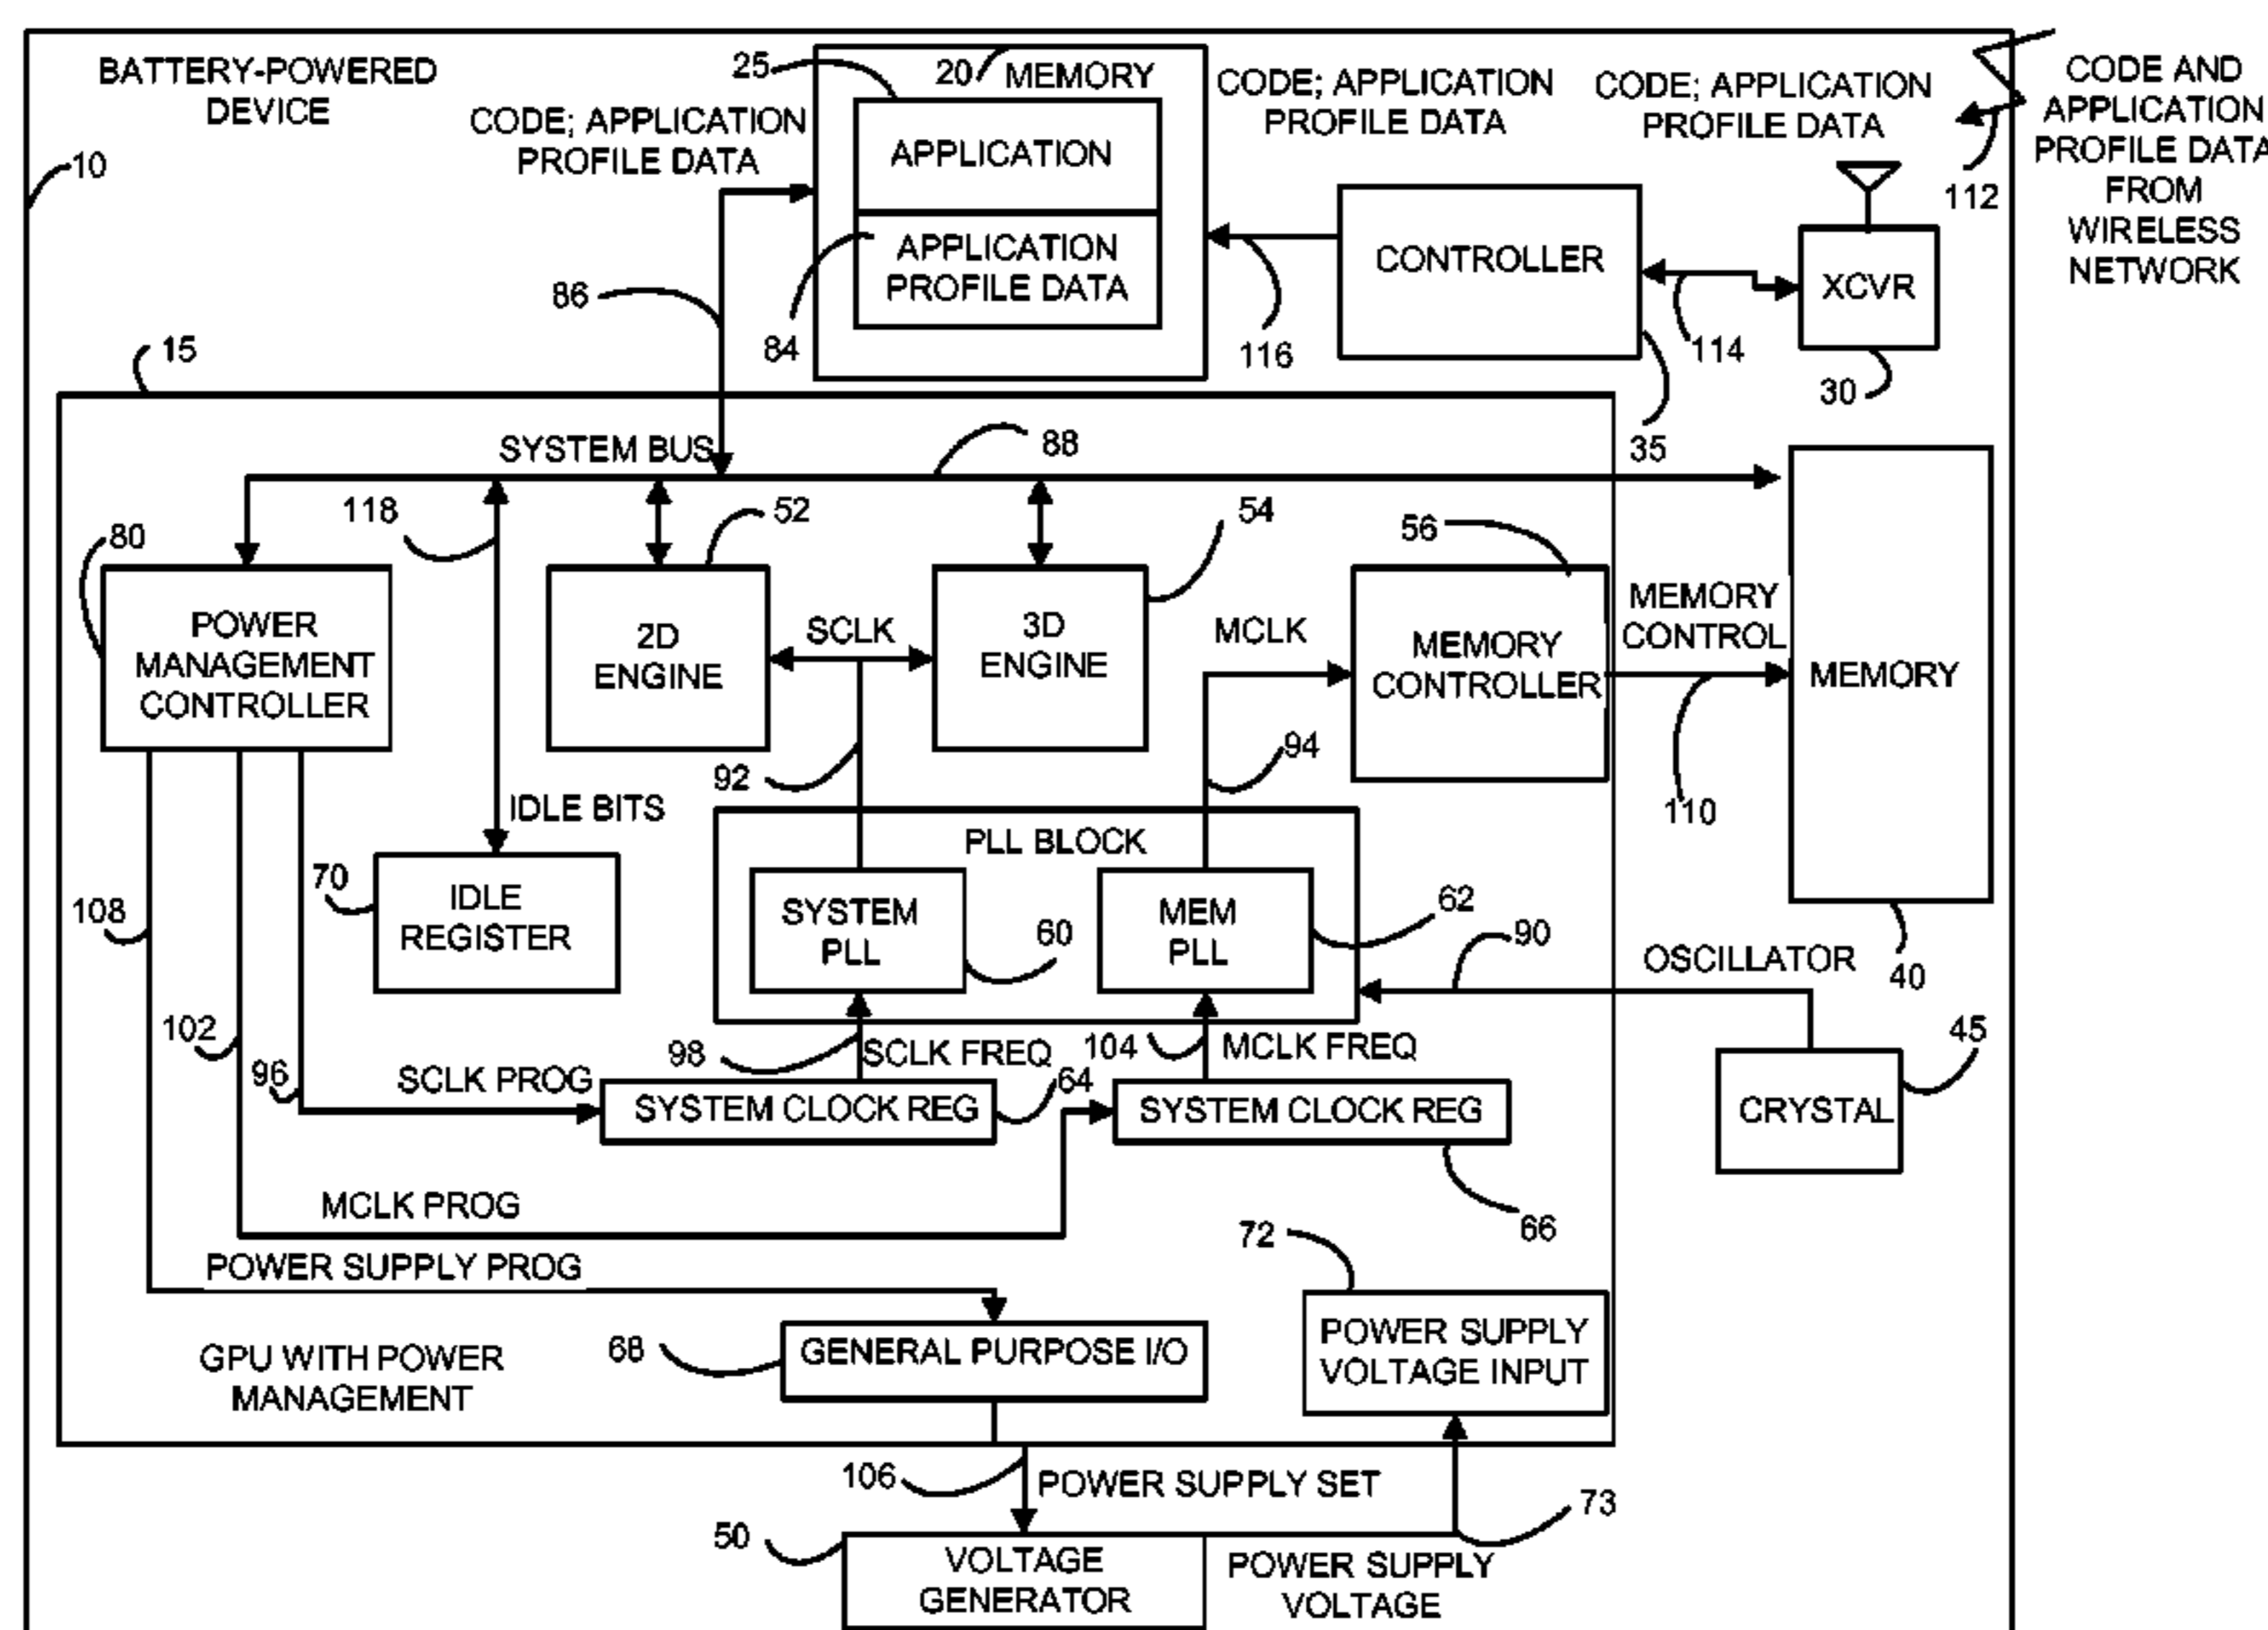 BATTERY-POWERED
DEVICE
10
25
20
MEMORY
CODE; APPLICATION
PROFILE DATA
APPLICATION
APPLICATION
PROFILE DATA
84
86
CODE; APPLICATION
PROFILE DATA
CONTROLLER
116
35
CODE; APPLICATION
PROFILE DATA
114
XCVR
30
112
CODE AND
APPLICATION
PROFILE DATA
FROM
WIRELESS
NETWORK
15
SYSTEM BUS
88
118
80
POWER
MANAGEMENT
CONTROLLER
52
2D
ENGINE
SCLK
54
3D
ENGINE
MCLK
56
MEMORY
CONTROLLER
MEMORY
CONTROL
110
MEMORY
40
92
94
IDLE BITS
70
IDLE
REGISTER
108
102
96
PLL BLOCK
SYSTEM
PLL
60
MEM
PLL
62
90
OSCILLATOR
45
CRYSTAL
98
SCLK FREQ
104
MCLK FREQ
SCLK PROG
SYSTEM CLOCK REG
64
SYSTEM CLOCK REG
66
MCLK PROG
POWER SUPPLY PROG
68
GENERAL PURPOSE I/O
72
POWER SUPPLY
VOLTAGE INPUT
GPU WITH POWER
MANAGEMENT
106
POWER SUPPLY SET
73
50
VOLTAGE
GENERATOR
POWER SUPPLY
VOLTAGE